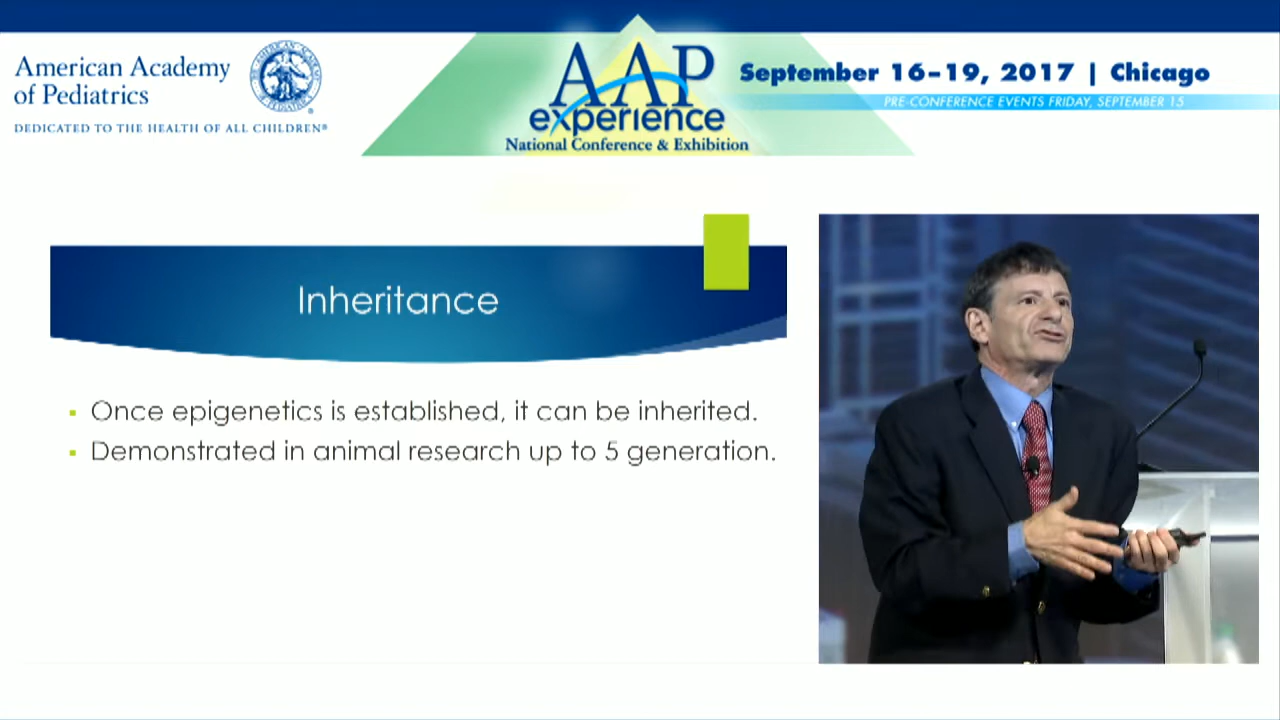 American Academy
of Pediatrics
DEDICATED TO THE HEALTH OF ALL CHILDREN®
AAP
experience
National Conference & Exhibition
September 16–19, 2017 | Chicago
PRE-CONFERENCE EVENTS FRIDAY, SEPTEMBER 15
Inheritance
▪ Once epigenetics is established, it can be inherited.
▪ Demonstrated in animal research up to 5 generation.